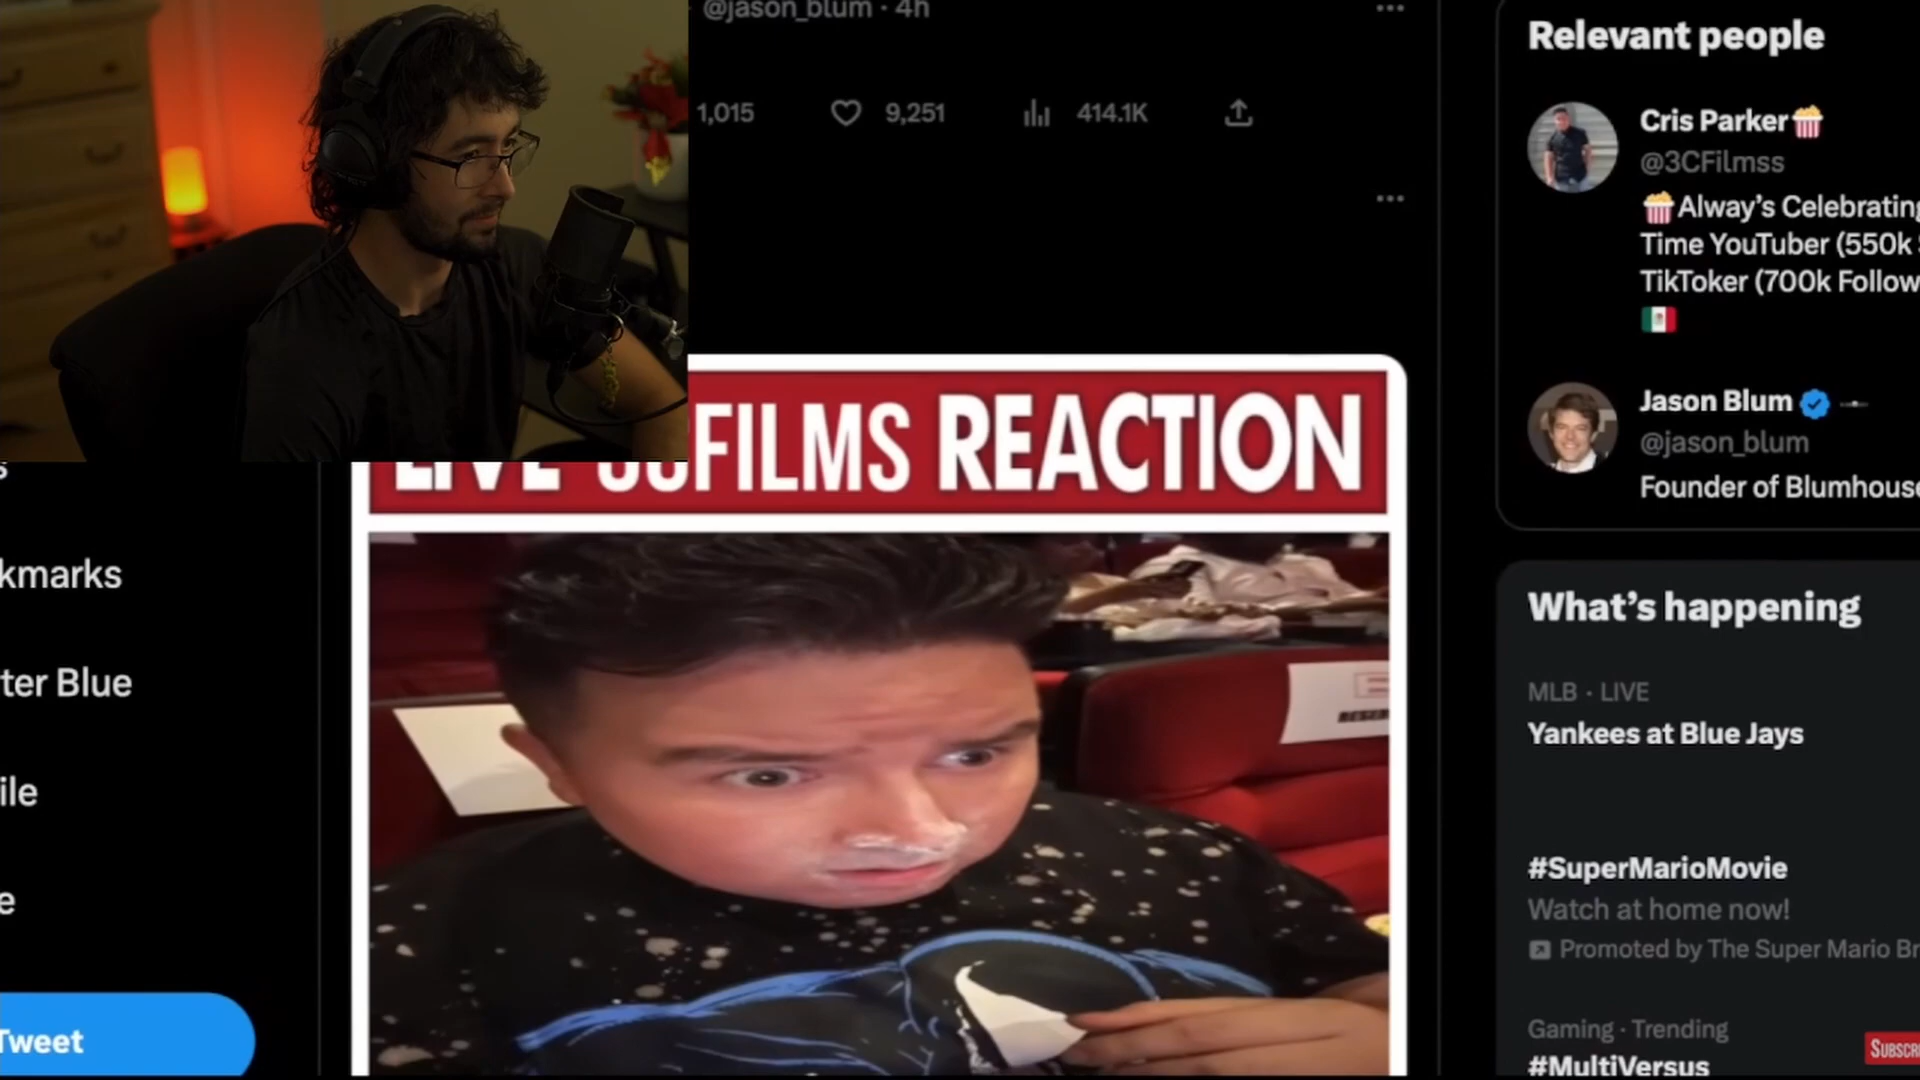 @jason_blum · 4h
1,015 9,251 414.1K
LIVE FILMS REACTION
kmarks
ter Blue
ile
e
Tweet
Relevant people
Cris Parker🍿
@3CFilmss
🍿Alway's Celebrating
Time YouTuber (550k
TikToker (700k Follow
🇲🇽
Jason Blum
@jason_blum
Founder of Blumhouse
What's happening
MLB · LIVE
Yankees at Blue Jays
#SuperMarioMovie
Watch at home now!
Promoted by The Super Mario Br
Gaming · Trending
#MultiVersus
SUBSCRI